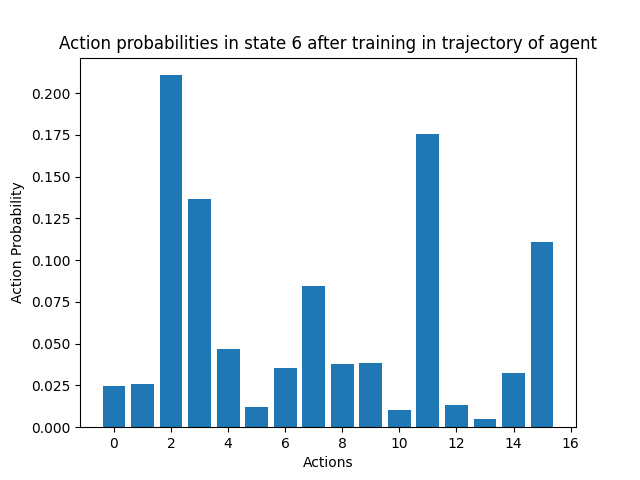 Action probabilities in state 6 after training in trajectory of agent
0.200
0.175
0.150
0.125
0.100
0.075
0.050
0.025
0.000
Action Probability
0 2 4 6 8 10 12 14 16
Actions